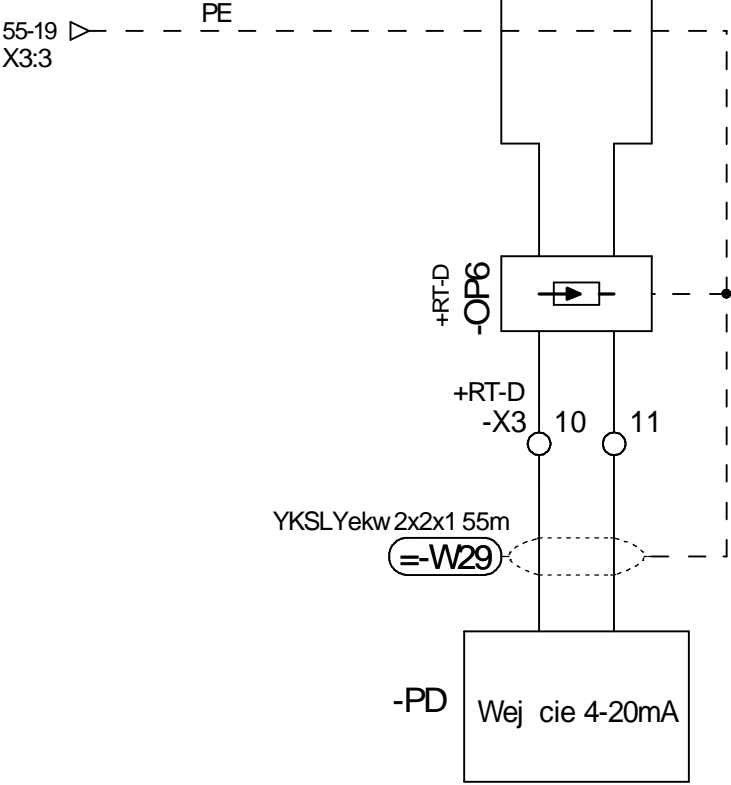 PE
55-19
X3:3
+RT-D
-OP6
+RT-D
-X3 10 11
YKSLYekw 2x2x1 55m
=-W29
-PD
Wej cie 4-20mA